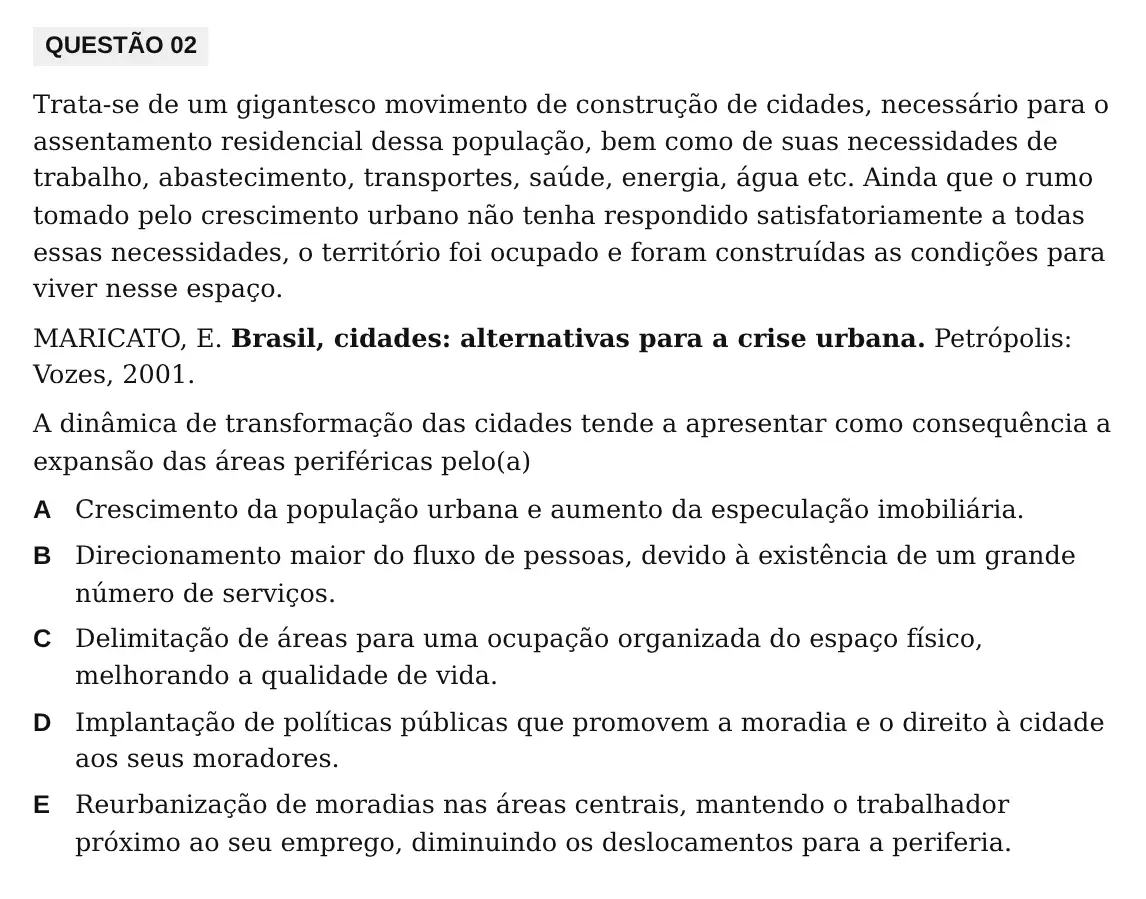 QUESTÃO 02
Trata-se de um gigantesco movimento de construção de cidades, necessário para o
assentamento residencial dessa população, bem como de suas necessidades de
trabalho, abastecimento, transportes, saúde, energia, água etc. Ainda que o rumo
tomado pelo crescimento urbano não tenha respondido satisfatoriamente a todas
essas necessidades, o território foi ocupado e foram construídas as condições para
viver nesse espaço.
MARICATO, E. Brasil, cidades: alternativas para a crise urbana. Petrópolis:
Vozes, 2001.
A dinâmica de transformação das cidades tende a apresentar como consequência a
expansão das áreas periféricas pelo(a)
A Crescimento da população urbana e aumento da especulação imobiliária.
B Direcionamento maior do fluxo de pessoas, devido à existência de um grande
número de serviços.
C Delimitação de áreas para uma ocupação organizada do espaço físico,
melhorando a qualidade de vida.
D Implantação de políticas públicas que promovem a moradia e o direito à cidade
aos seus moradores.
E Reurbanização de moradias nas áreas centrais, mantendo o trabalhador
próximo ao seu emprego, diminuindo os deslocamentos para a periferia.